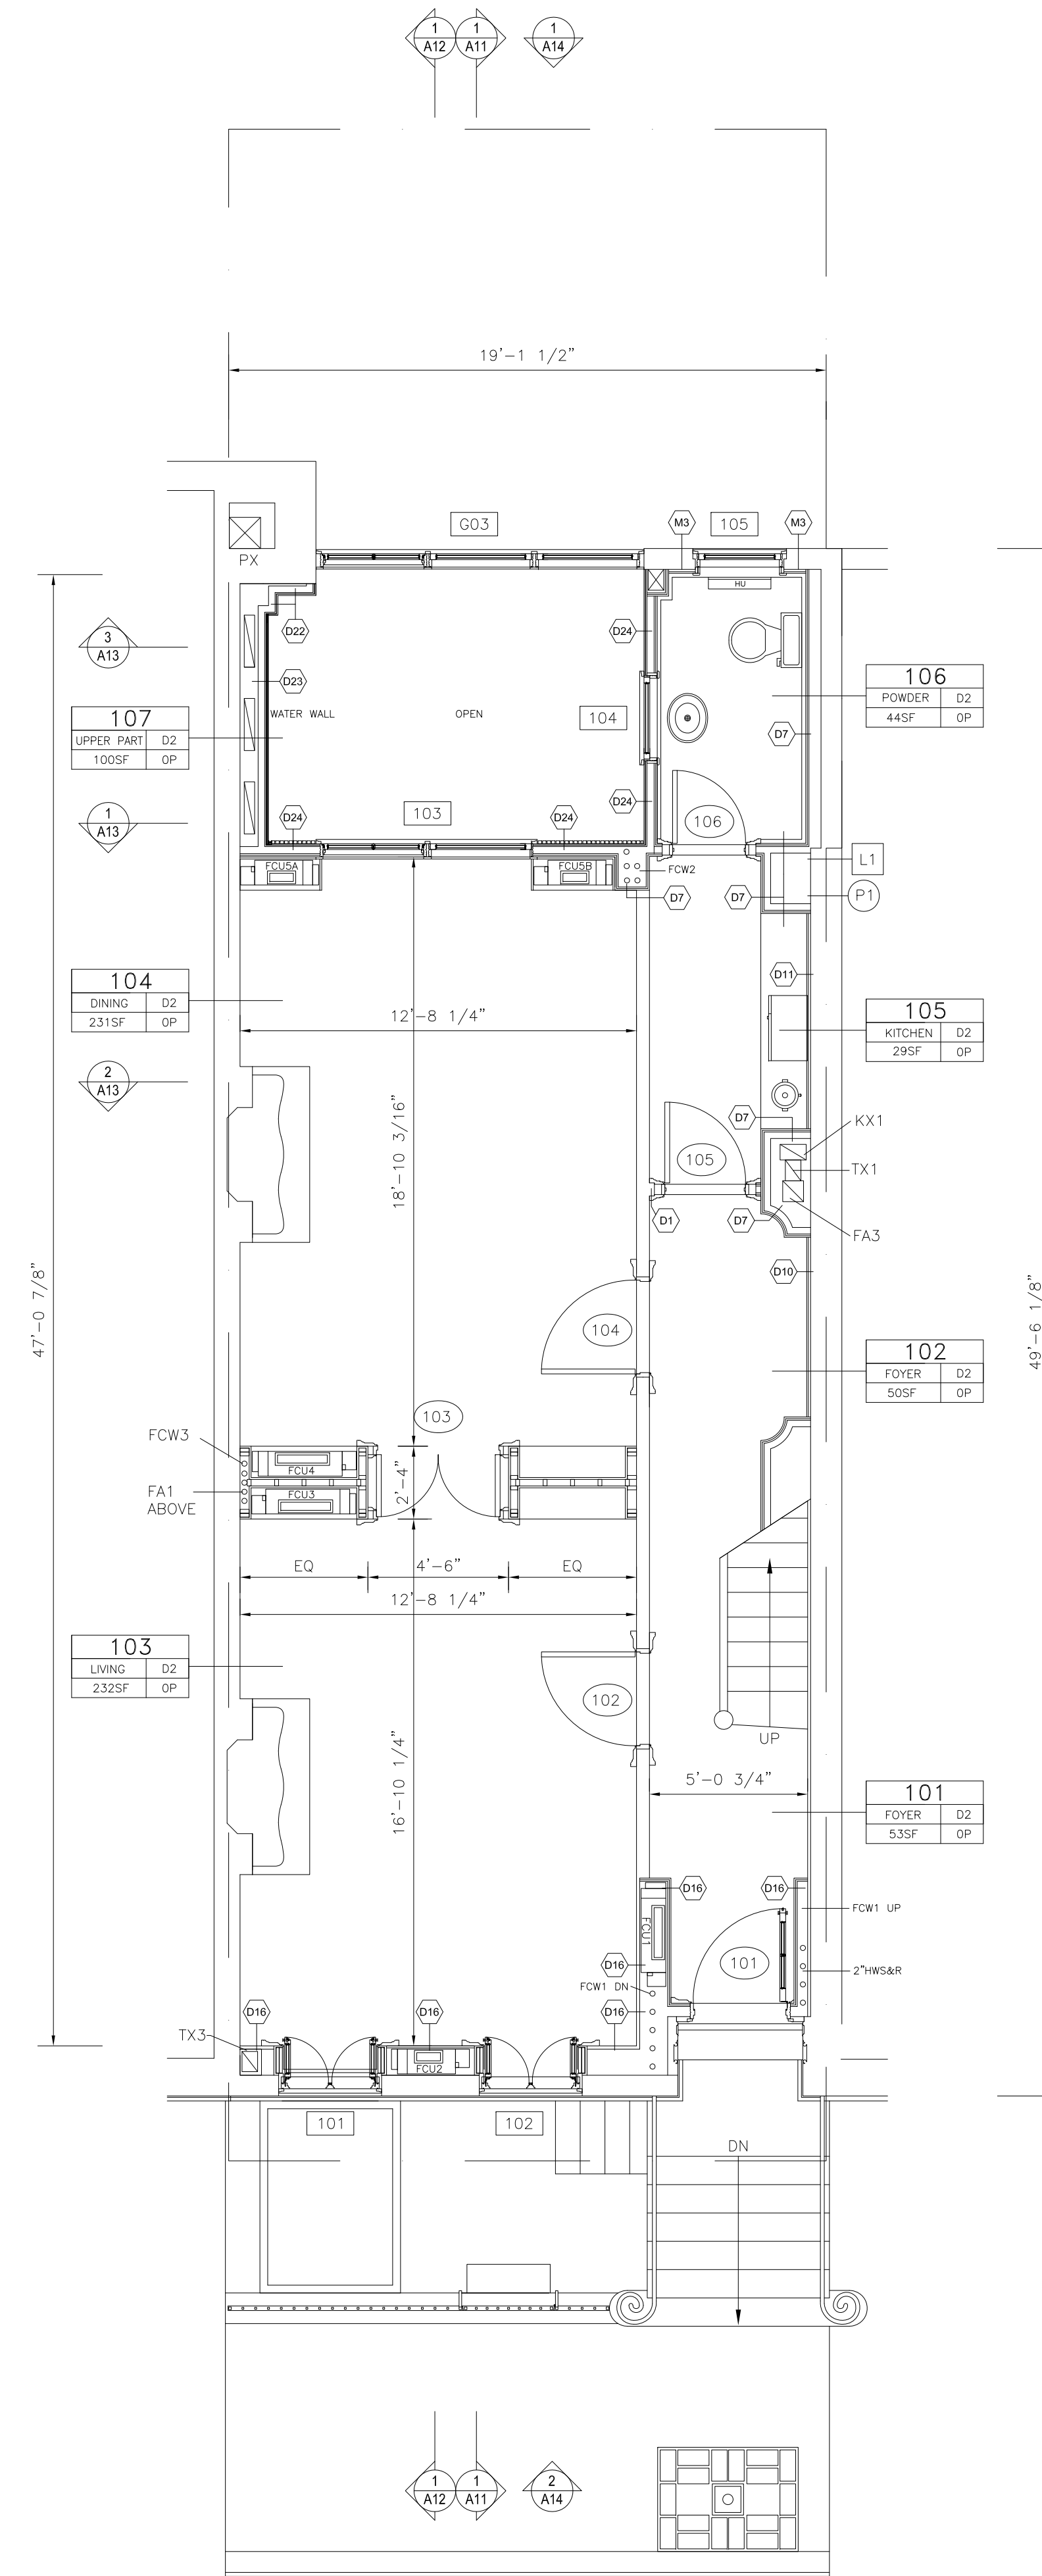 1 1 1
A12 A11 A14
19'-1 1/2"
G03
M3
105
M3
PX
HU
D22
D24
3
A13
D23
106
POWDER D2
44SF 0P
107
UPPER PART D2
100SF 0P
WATER WALL
OPEN
104
D7
1
A13
103
D24
D24
D24
106
FCU5A
FCU5B
FCW2
L1
D7
D7
P1
104
DINING D2
231SF 0P
D11
12'-8 1/4"
105
KITCHEN D2
29SF 0P
2
A13
18'-10 3/16"
D7
KX1
105
TX1
D1
D7
FA3
47'-0 7/8"
D10
49'-6 1/8"
104
102
FOYER D2
50SF 0P
103
FCW3
FCU4
2'-4"
FA1
ABOVE
FCU3
EQ
4'-6"
EQ
12'-8 1/4"
103
LIVING D2
232SF 0P
102
UP
16'-10 1/4"
5'-0 3/4"
101
FOYER D2
53SF 0P
D16
D16
FCW1 UP
FCU1
101
D16
2"HWS&R
FCW1 DN
D16
D16
D16
TX3
FCU2
101
102
DN
1 1 2
A12 A11 A14